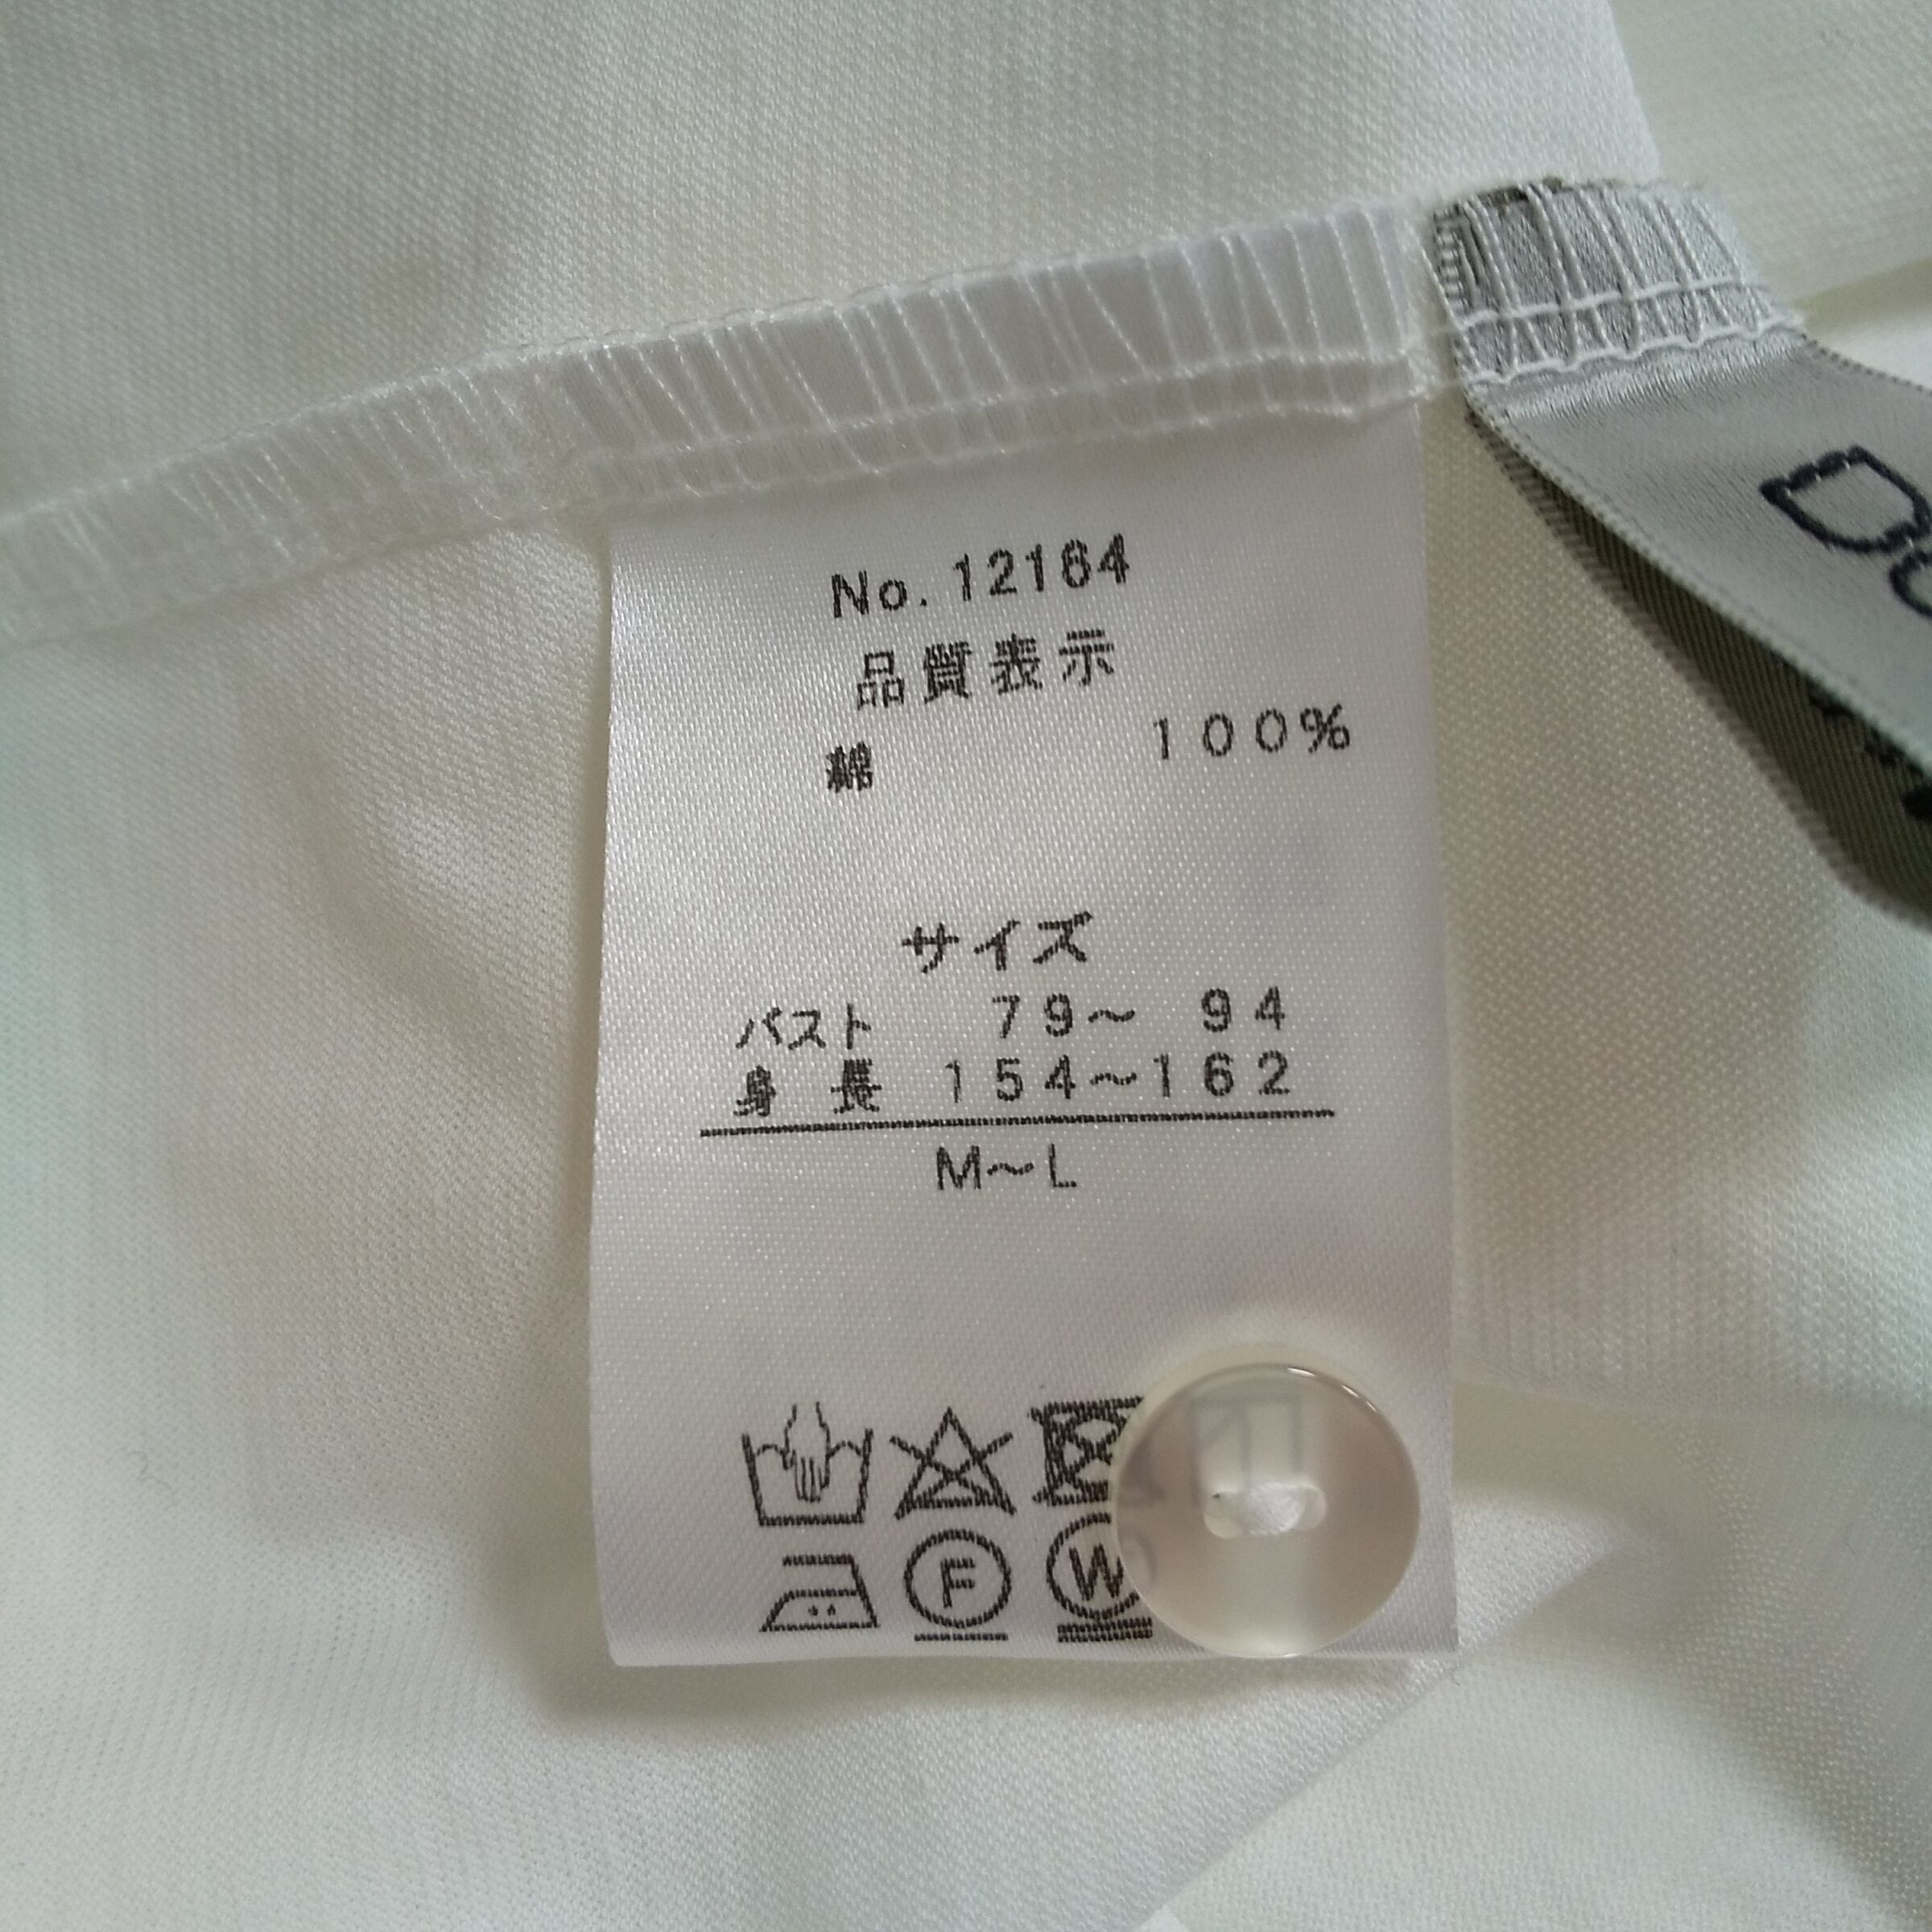 No. 12164
品質表示
綿 100%
サイズ
バスト 79～ 94
身 長 154～162
M～L
F W